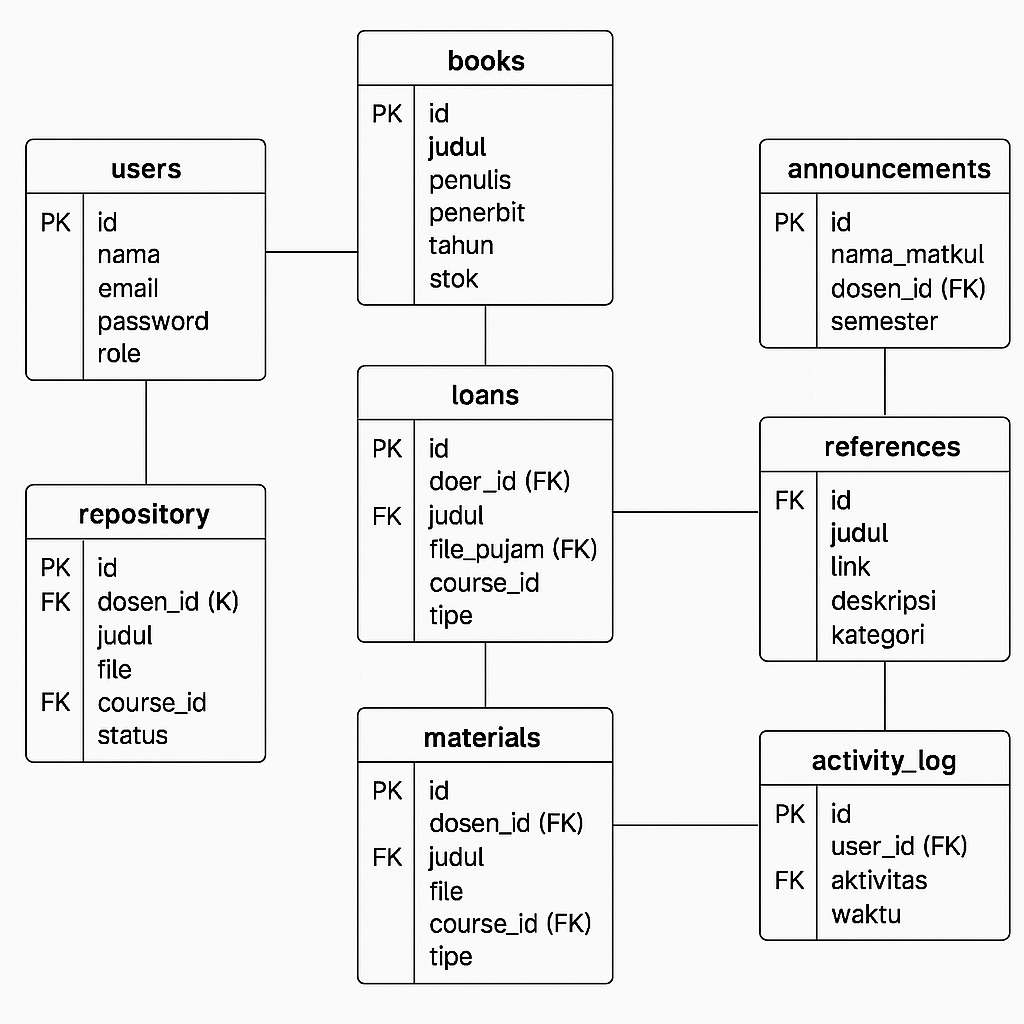 books
PK id
judul
penulis
penerbit
tahun
stok
users
PK id
nama
email
password
role
announcements
PK id
nama_matkul
dosen_id (FK)
semester
loans
PK id
doer_id (FK)
FK judul
file_pujam (FK)
course_id
tipe
references
FK id
judul
link
deskripsi
kategori
repository
PK id
FK dosen_id (K)
judul
file
FK course_id
status
materials
PK id
dosen_id (FK)
FK judul
file
course_id (FK)
tipe
activity_log
PK id
user_id (FK)
FK aktivitas
waktu